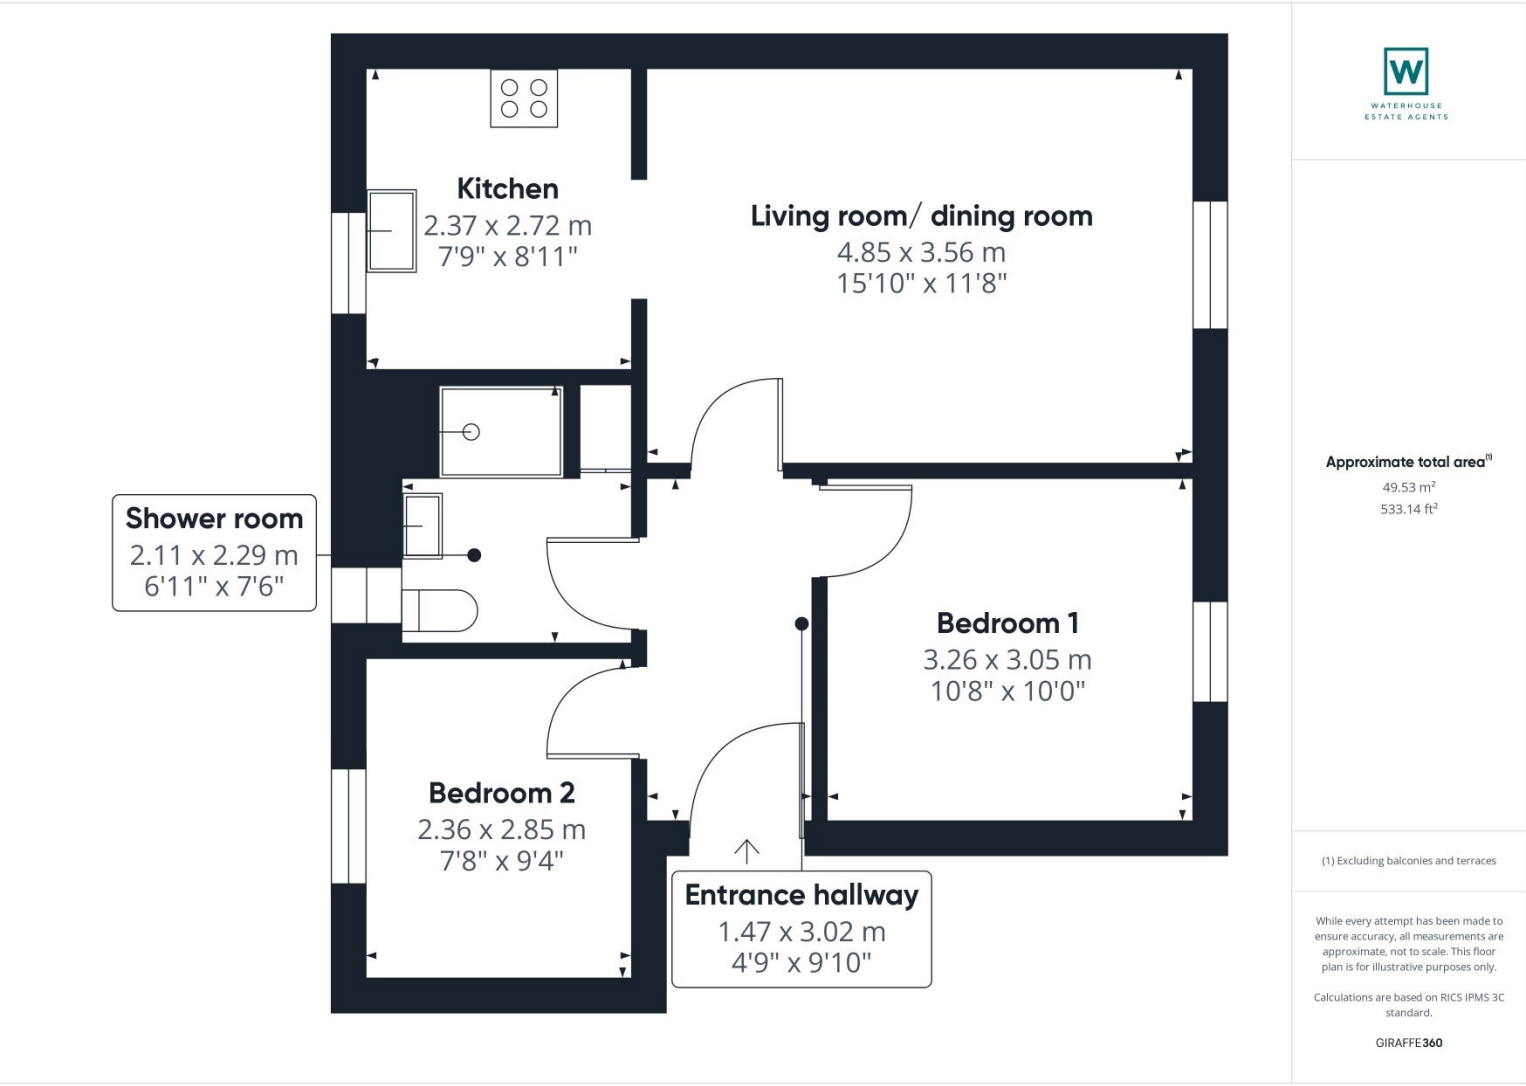 Kitchen
2.37 x 2.72 m
7'9" x 8'11"
Living room/ dining room
4.85 x 3.56 m
15'10" x 11'8"
Shower room
2.11 x 2.29 m
6'11" x 7'6"
Bedroom 1
3.26 x 3.05 m
10'8" x 10'0"
Bedroom 2
2.36 x 2.85 m
7'8" x 9'4"
Entrance hallway
1.47 x 3.02 m
4'9" x 9'10"
W
WATERHOUSE
ESTATE AGENTS
Approximate total area(1)
49.53 m²
533.14 ft²
(1) Excluding balconies and terraces
While every attempt has been made to
ensure accuracy, all measurements are
approximate, not to scale. This floor
plan is for illustrative purposes only.
Calculations are based on RICS IPMS 3C
standard.
GIRAFFE360